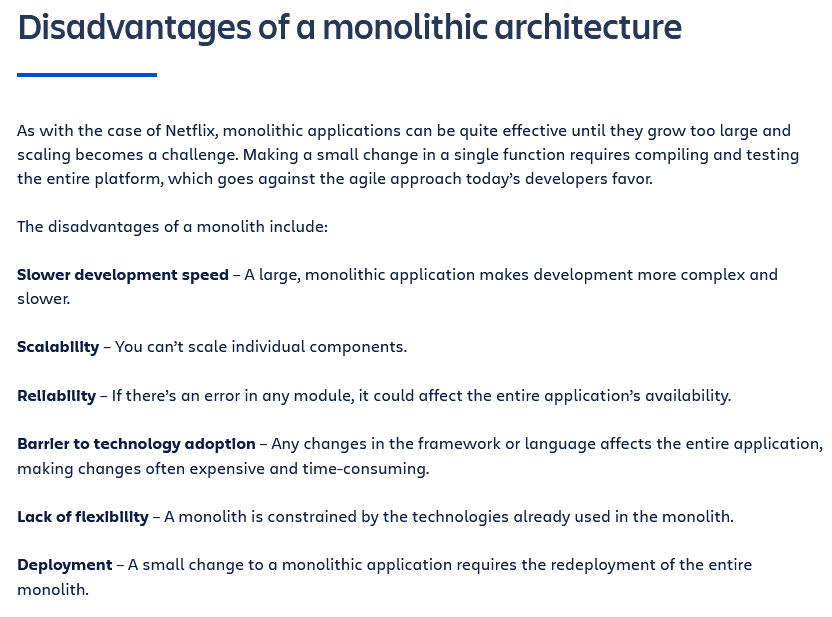 Disadvantages of a monolithic architecture
As with the case of Netflix, monolithic applications can be quite effective until they grow too large and
scaling becomes a challenge. Making a small change in a single function requires compiling and testing
the entire platform, which goes against the agile approach today’s developers favor.
The disadvantages of a monolith include:
Slower development speed – A large, monolithic application makes development more complex and
slower.
Scalability – You can’t scale individual components.
Reliability – If there’s an error in any module, it could affect the entire application’s availability.
Barrier to technology adoption – Any changes in the framework or language affects the entire application,
making changes often expensive and time-consuming.
Lack of flexibility – A monolith is constrained by the technologies already used in the monolith.
Deployment – A small change to a monolithic application requires the redeployment of the entire
monolith.